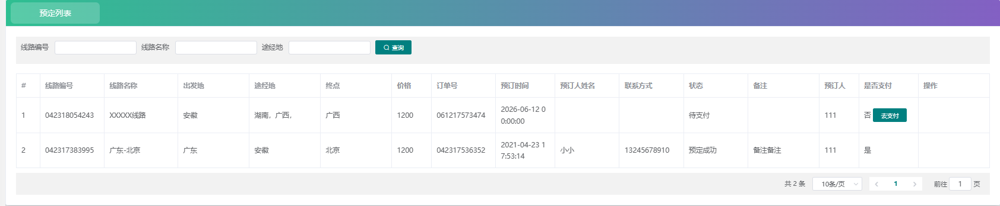 预定列表
线路编号 线路名称 途经地 查询
# 线路编号 线路名称 出发地 途经地 终点 价格 订单号 预订时间 预订人姓名 联系方式 状态 备注 预订人 是否支付 操作
1 042318054243 XXXXX线路 安徽 湖南，广西， 广西 1200 061217573474 2026-06-12 0 待支付 111 否 去支付
0:00:00
2 042317383995 广东-北京 广东 安徽 北京 1200 042317536352 2021-04-23 1 小小 13245678910 预定成功 备注备注 111 是
7:53:14
共 2 条 10条/页 1 前往 1 页